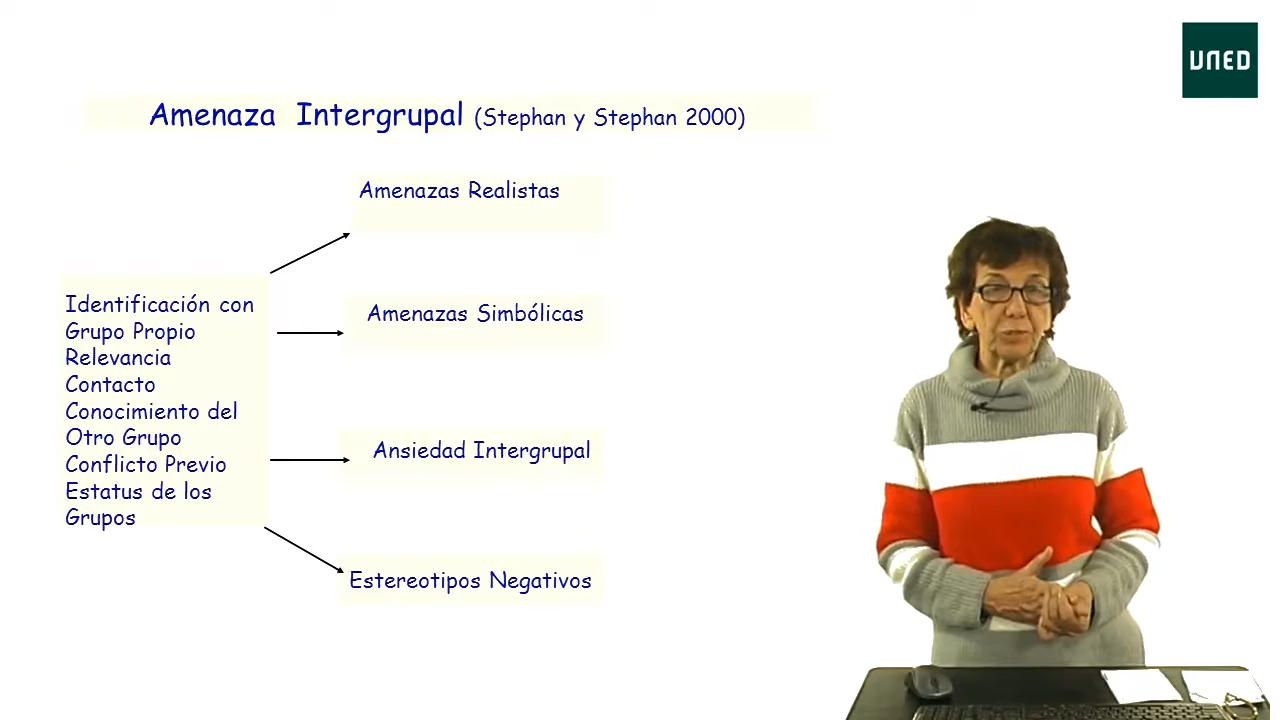 UNED
Amenaza Intergrupal (Stephan y Stephan 2000)
Amenazas Realistas
Identificación con
Grupo Propio
Relevancia
Contacto
Conocimiento del
Otro Grupo
Conflicto Previo
Estatus de los
Grupos
Amenazas Simbólicas
Ansiedad Intergrupal
Estereotipos Negativos